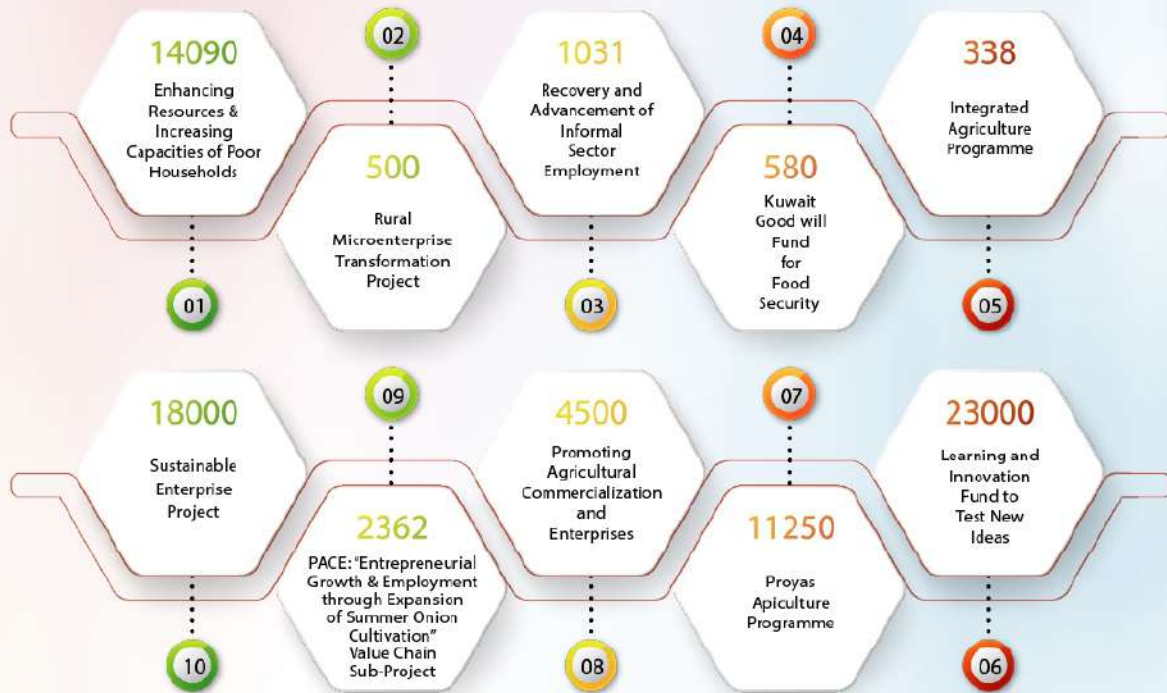 14090
Enhancing
Resources &
Increasing
Capacities of Poor
Households
01
02
500
Rural
Microenterprise
Transformation
Project
1031
Recovery and
Advancement of
Informal
Sector
Employment
03
04
580
Kuwait
Good will
Fund
for
Food
Security
338
Integrated
Agriculture
Programme
05
18000
Sustainable
Enterprise
Project
10
09
2362
PACE: "Entrepreneurial
Growth & Employment
through Expansion
of Summer Onion
Cultivation"
Value Chain
Sub-Project
4500
Promoting
Agricultural
Commercialization
and
Enterprises
08
07
11250
Proyas
Apiculture
Programme
23000
Learning and
Innovation
Fund to
Test New
Ideas
06